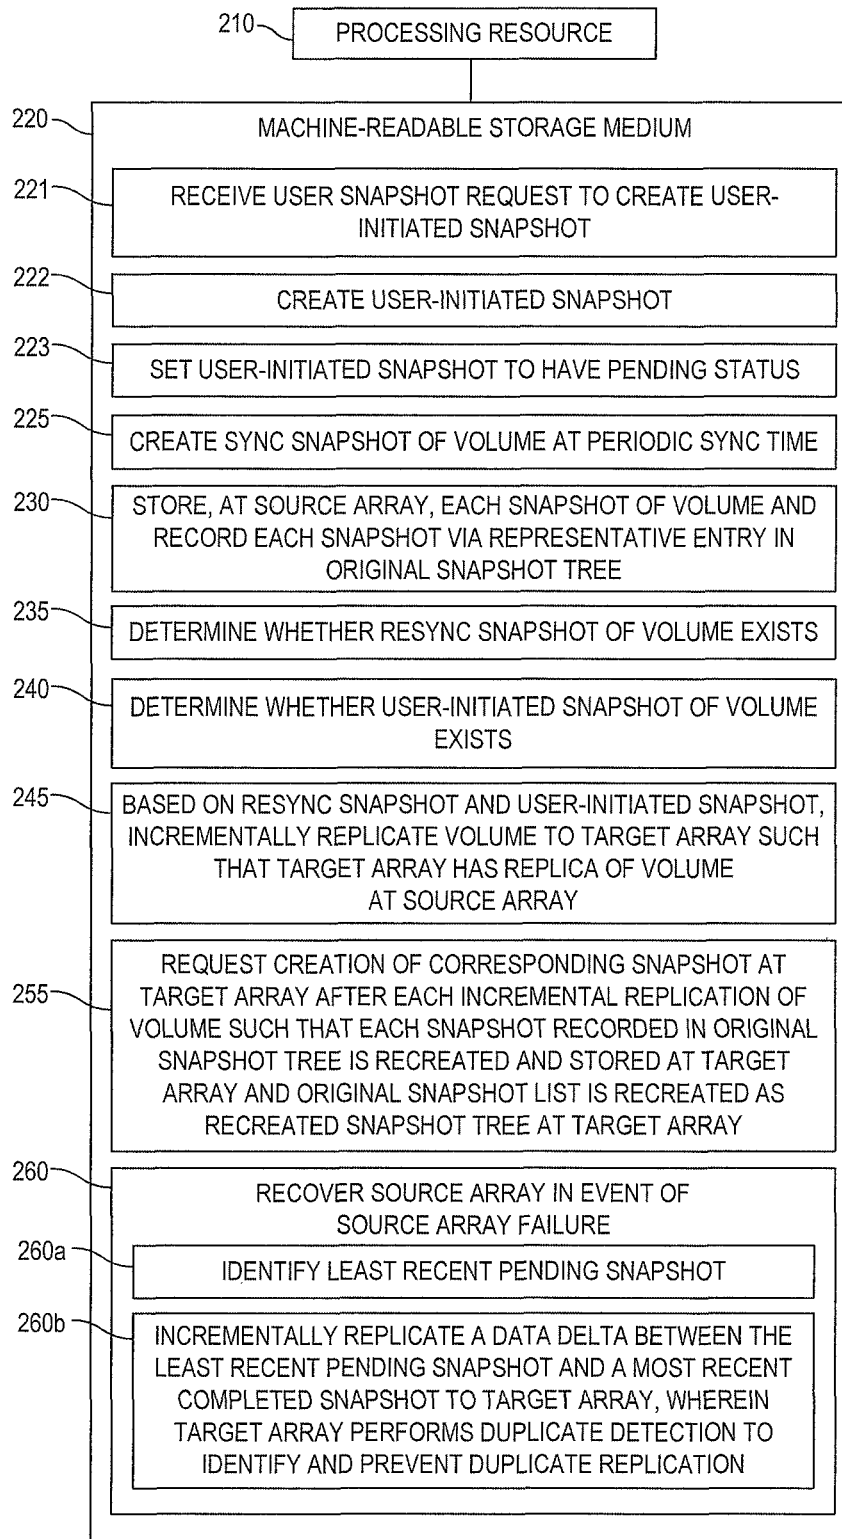 210
PROCESSING RESOURCE
220
MACHINE-READABLE STORAGE MEDIUM
221
RECEIVE USER SNAPSHOT REQUEST TO CREATE USER-
INITIATED SNAPSHOT
222
CREATE USER-INITIATED SNAPSHOT
223
SET USER-INITIATED SNAPSHOT TO HAVE PENDING STATUS
225
CREATE SYNC SNAPSHOT OF VOLUME AT PERIODIC SYNC TIME
230
STORE, AT SOURCE ARRAY, EACH SNAPSHOT OF VOLUME AND
RECORD EACH SNAPSHOT VIA REPRESENTATIVE ENTRY IN
ORIGINAL SNAPSHOT TREE
235
DETERMINE WHETHER RESYNC SNAPSHOT OF VOLUME EXISTS
240
DETERMINE WHETHER USER-INITIATED SNAPSHOT OF VOLUME
EXISTS
245
BASED ON RESYNC SNAPSHOT AND USER-INITIATED SNAPSHOT,
INCREMENTALLY REPLICATE VOLUME TO TARGET ARRAY SUCH
THAT TARGET ARRAY HAS REPLICA OF VOLUME
AT SOURCE ARRAY
255
REQUEST CREATION OF CORRESPONDING SNAPSHOT AT
TARGET ARRAY AFTER EACH INCREMENTAL REPLICATION OF
VOLUME SUCH THAT EACH SNAPSHOT RECORDED IN ORIGINAL
SNAPSHOT TREE IS RECREATED AND STORED AT TARGET
ARRAY AND ORIGINAL SNAPSHOT LIST IS RECREATED AS
RECREATED SNAPSHOT TREE AT TARGET ARRAY
260
RECOVER SOURCE ARRAY IN EVENT OF
SOURCE ARRAY FAILURE
260a
IDENTIFY LEAST RECENT PENDING SNAPSHOT
260b
INCREMENTALLY REPLICATE A DATA DELTA BETWEEN THE
LEAST RECENT PENDING SNAPSHOT AND A MOST RECENT
COMPLETED SNAPSHOT TO TARGET ARRAY, WHEREIN
TARGET ARRAY PERFORMS DUPLICATE DETECTION TO
IDENTIFY AND PREVENT DUPLICATE REPLICATION